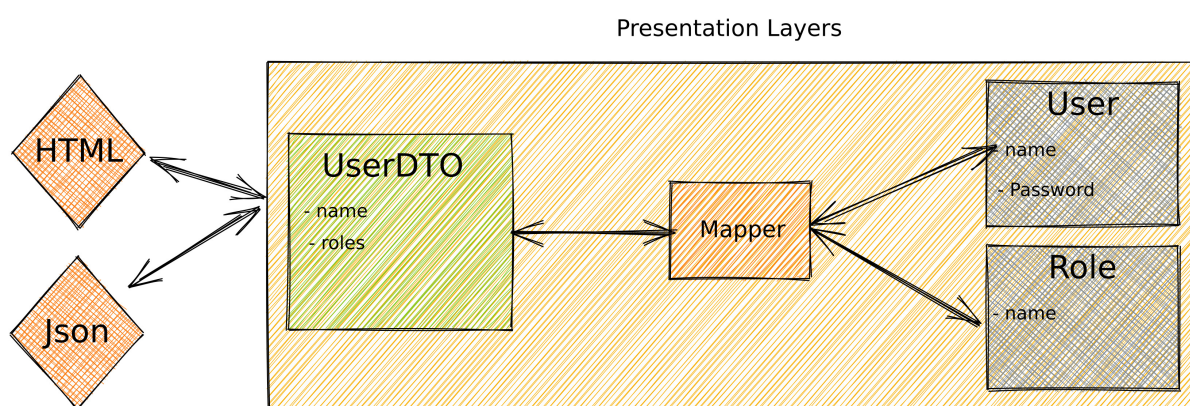 Presentation Layers
HTML
Json
UserDTO
- name
- roles
Mapper
User
- name
- Password
Role
- name